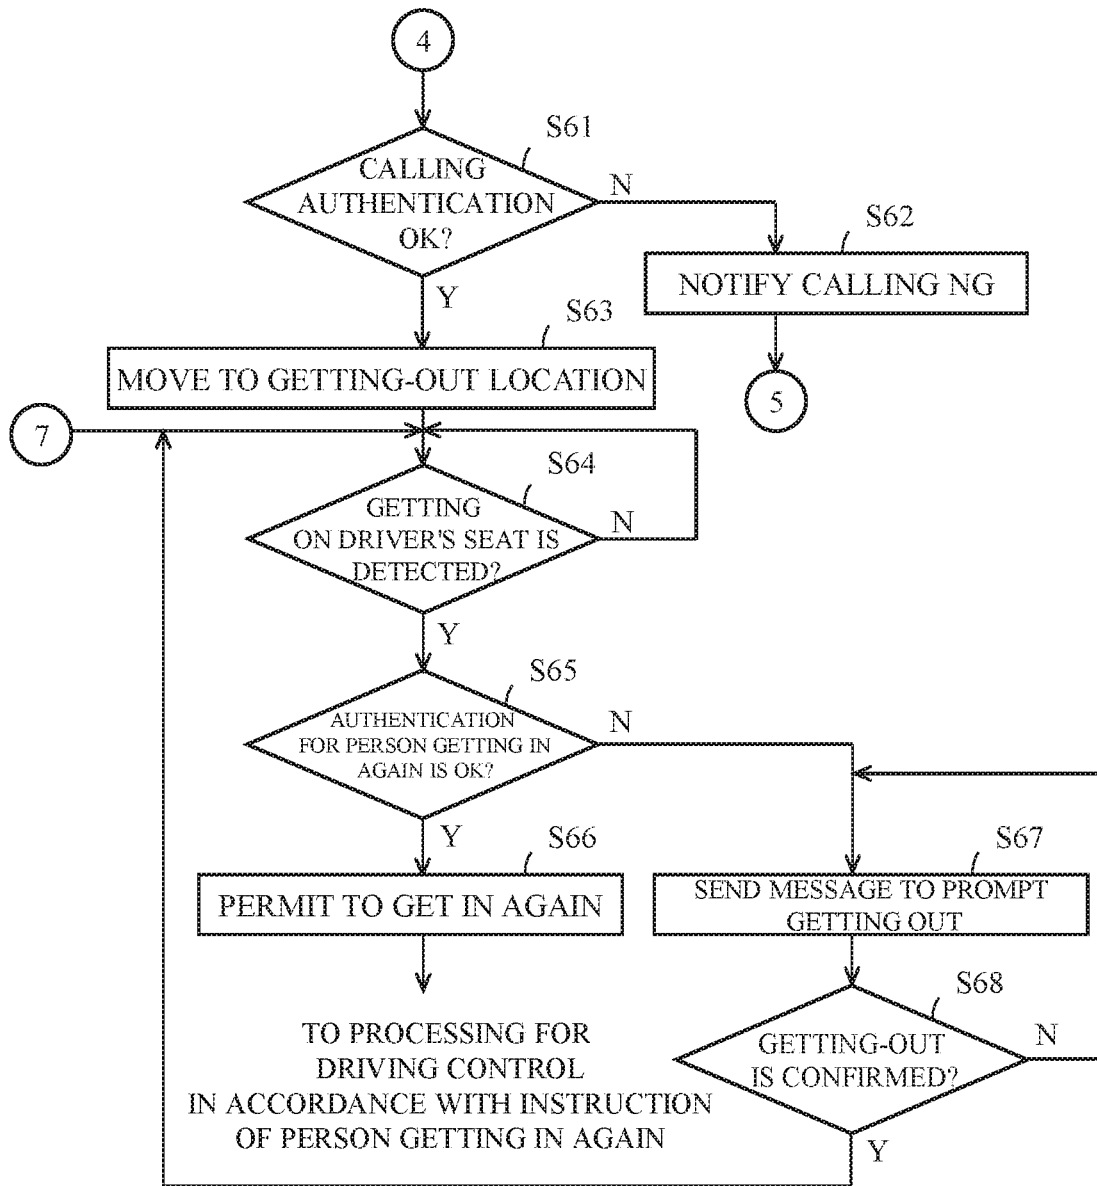 4
S61
CALLING
AUTHENTICATION
OK?
N
Y
S62
NOTIFY CALLING NG
5
S63
MOVE TO GETTING-OUT LOCATION
7
S64
GETTING
ON DRIVER'S SEAT IS
DETECTED?
N
Y
S65
AUTHENTICATION
FOR PERSON GETTING IN
AGAIN IS OK?
N
Y
S66
PERMIT TO GET IN AGAIN
TO PROCESSING FOR
DRIVING CONTROL
IN ACCORDANCE WITH INSTRUCTION
OF PERSON GETTING IN AGAIN
S67
SEND MESSAGE TO PROMPT
GETTING OUT
S68
GETTING-OUT
IS CONFIRMED?
N
Y